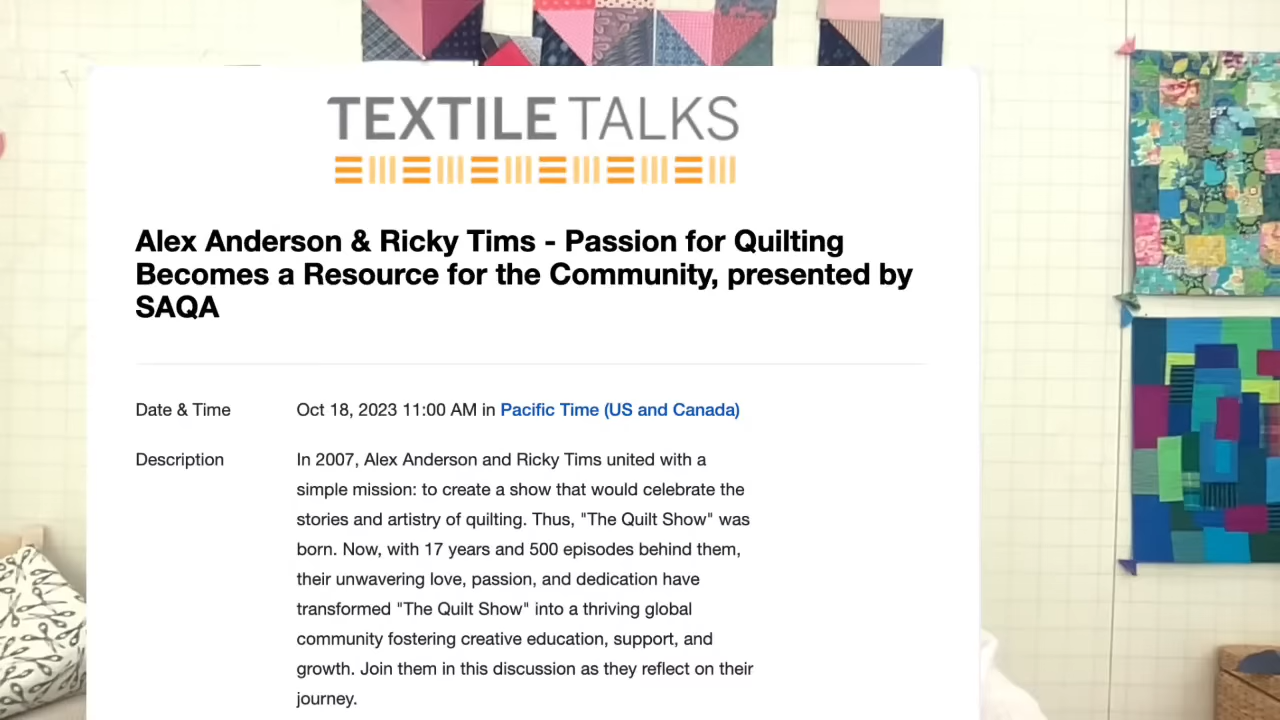 TEXTILE TALKS
Alex Anderson & Ricky Tims - Passion for Quilting
Becomes a Resource for the Community, presented by
SAQA
Date & Time
Oct 18, 2023 11:00 AM in Pacific Time (US and Canada)
Description
In 2007, Alex Anderson and Ricky Tims united with a
simple mission: to create a show that would celebrate the
stories and artistry of quilting. Thus, "The Quilt Show" was
born. Now, with 17 years and 500 episodes behind them,
their unwavering love, passion, and dedication have
transformed "The Quilt Show" into a thriving global
community fostering creative education, support, and
growth. Join them in this discussion as they reflect on their
journey.